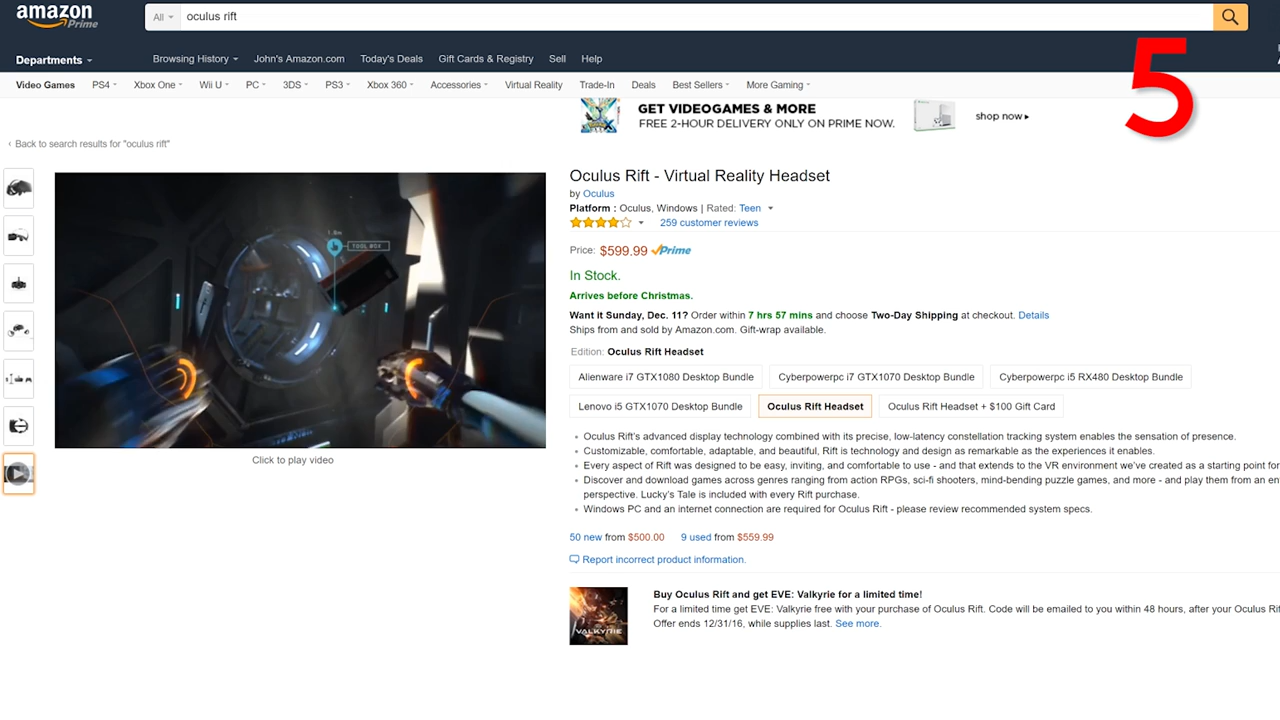 amazon
Prime
All
oculus rift
5
Departments
Browsing History
John's Amazon.com
Today's Deals
Gift Cards & Registry
Sell
Help
Video Games
PS4
Xbox One
Wii U
PC
3DS
PS3
Xbox 360
Accessories
Virtual Reality
Trade-In
Deals
Best Sellers
More Gaming
GET VIDEOGAMES & MORE
FREE 2-HOUR DELIVERY ONLY ON PRIME NOW.
shop now
‹ Back to search results for "oculus rift"
Oculus Rift - Virtual Reality Headset
by Oculus
Platform : Oculus, Windows | Rated: Teen
259 customer reviews
Price: $599.99 Prime
In Stock.
Arrives before Christmas.
Want it Sunday, Dec. 11? Order within 7 hrs 57 mins and choose Two-Day Shipping at checkout. Details
Ships from and sold by Amazon.com. Gift-wrap available.
Edition: Oculus Rift Headset
Alienware i7 GTX1080 Desktop Bundle
Cyberpowerpc i7 GTX1070 Desktop Bundle
Cyberpowerpc i5 RX480 Desktop Bundle
Lenovo i5 GTX1070 Desktop Bundle
Oculus Rift Headset
Oculus Rift Headset + $100 Gift Card
TOOL BOX
Click to play video
Oculus Rift's advanced display technology combined with its precise, low-latency constellation tracking system enables the sensation of presence.
Customizable, comfortable, adaptable, and beautiful, Rift is technology and design as remarkable as the experiences it enables.
Every aspect of Rift was designed to be easy, inviting, and comfortable to use - and that extends to the VR environment we've created as a starting point for
Discover and download games across genres ranging from action RPGs, sci-fi shooters, mind-bending puzzle games, and more - and play them from an en
perspective. Lucky's Tale is included with every Rift purchase.
Windows PC and an internet connection are required for Oculus Rift - please review recommended system specs.
50 new from $500.00
9 used from $559.99
Report incorrect product information.
VALKYRIE
Buy Oculus Rift and get EVE: Valkyrie for a limited time!
For a limited time get EVE: Valkyrie free with your purchase of Oculus Rift. Code will be emailed to you within 48 hours, after your Oculus Rif
Offer ends 12/31/16, while supplies last. See more.